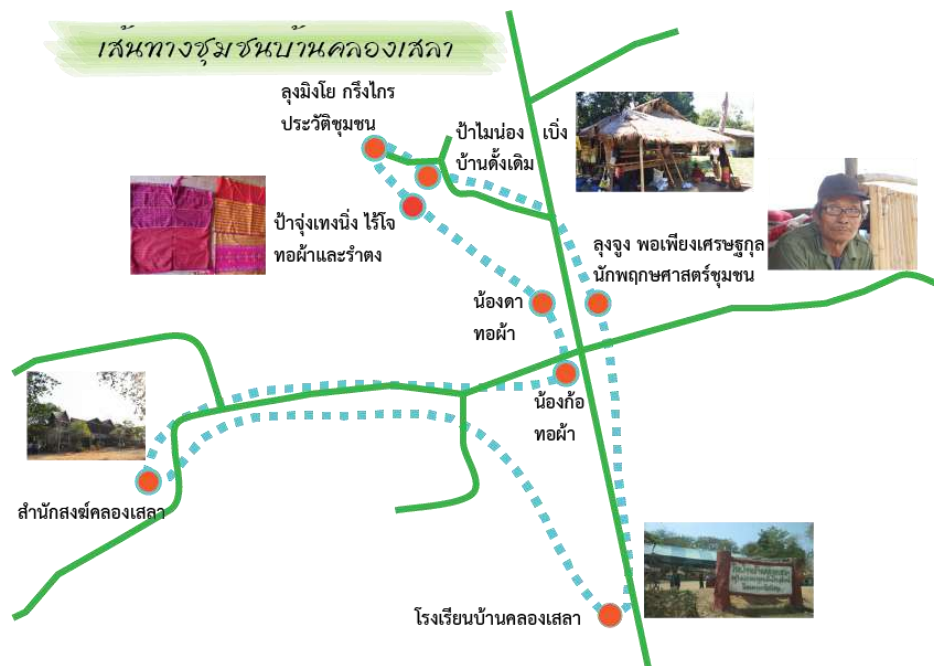 เส้นทางชุมชนบ้านคลองเสลา
ลุงมิงโย กรึงไกร
ประวัติชุมชน
ป้าไมน่อง เบิ่ง
บ้านดั้งเดิม
ป้าจุ่งเทงนิ่ง ไร้โจ
ทอผ้าและรำตง
ลุงจูง พอเพียงเศรษฐกุล
นักพฤกษศาสตร์ชุมชน
น้องดา
ทอผ้า
น้องก้อ
ทอผ้า
สำนักสงฆ์คลองเสลา
โรงเรียนบ้านคลองเสลา